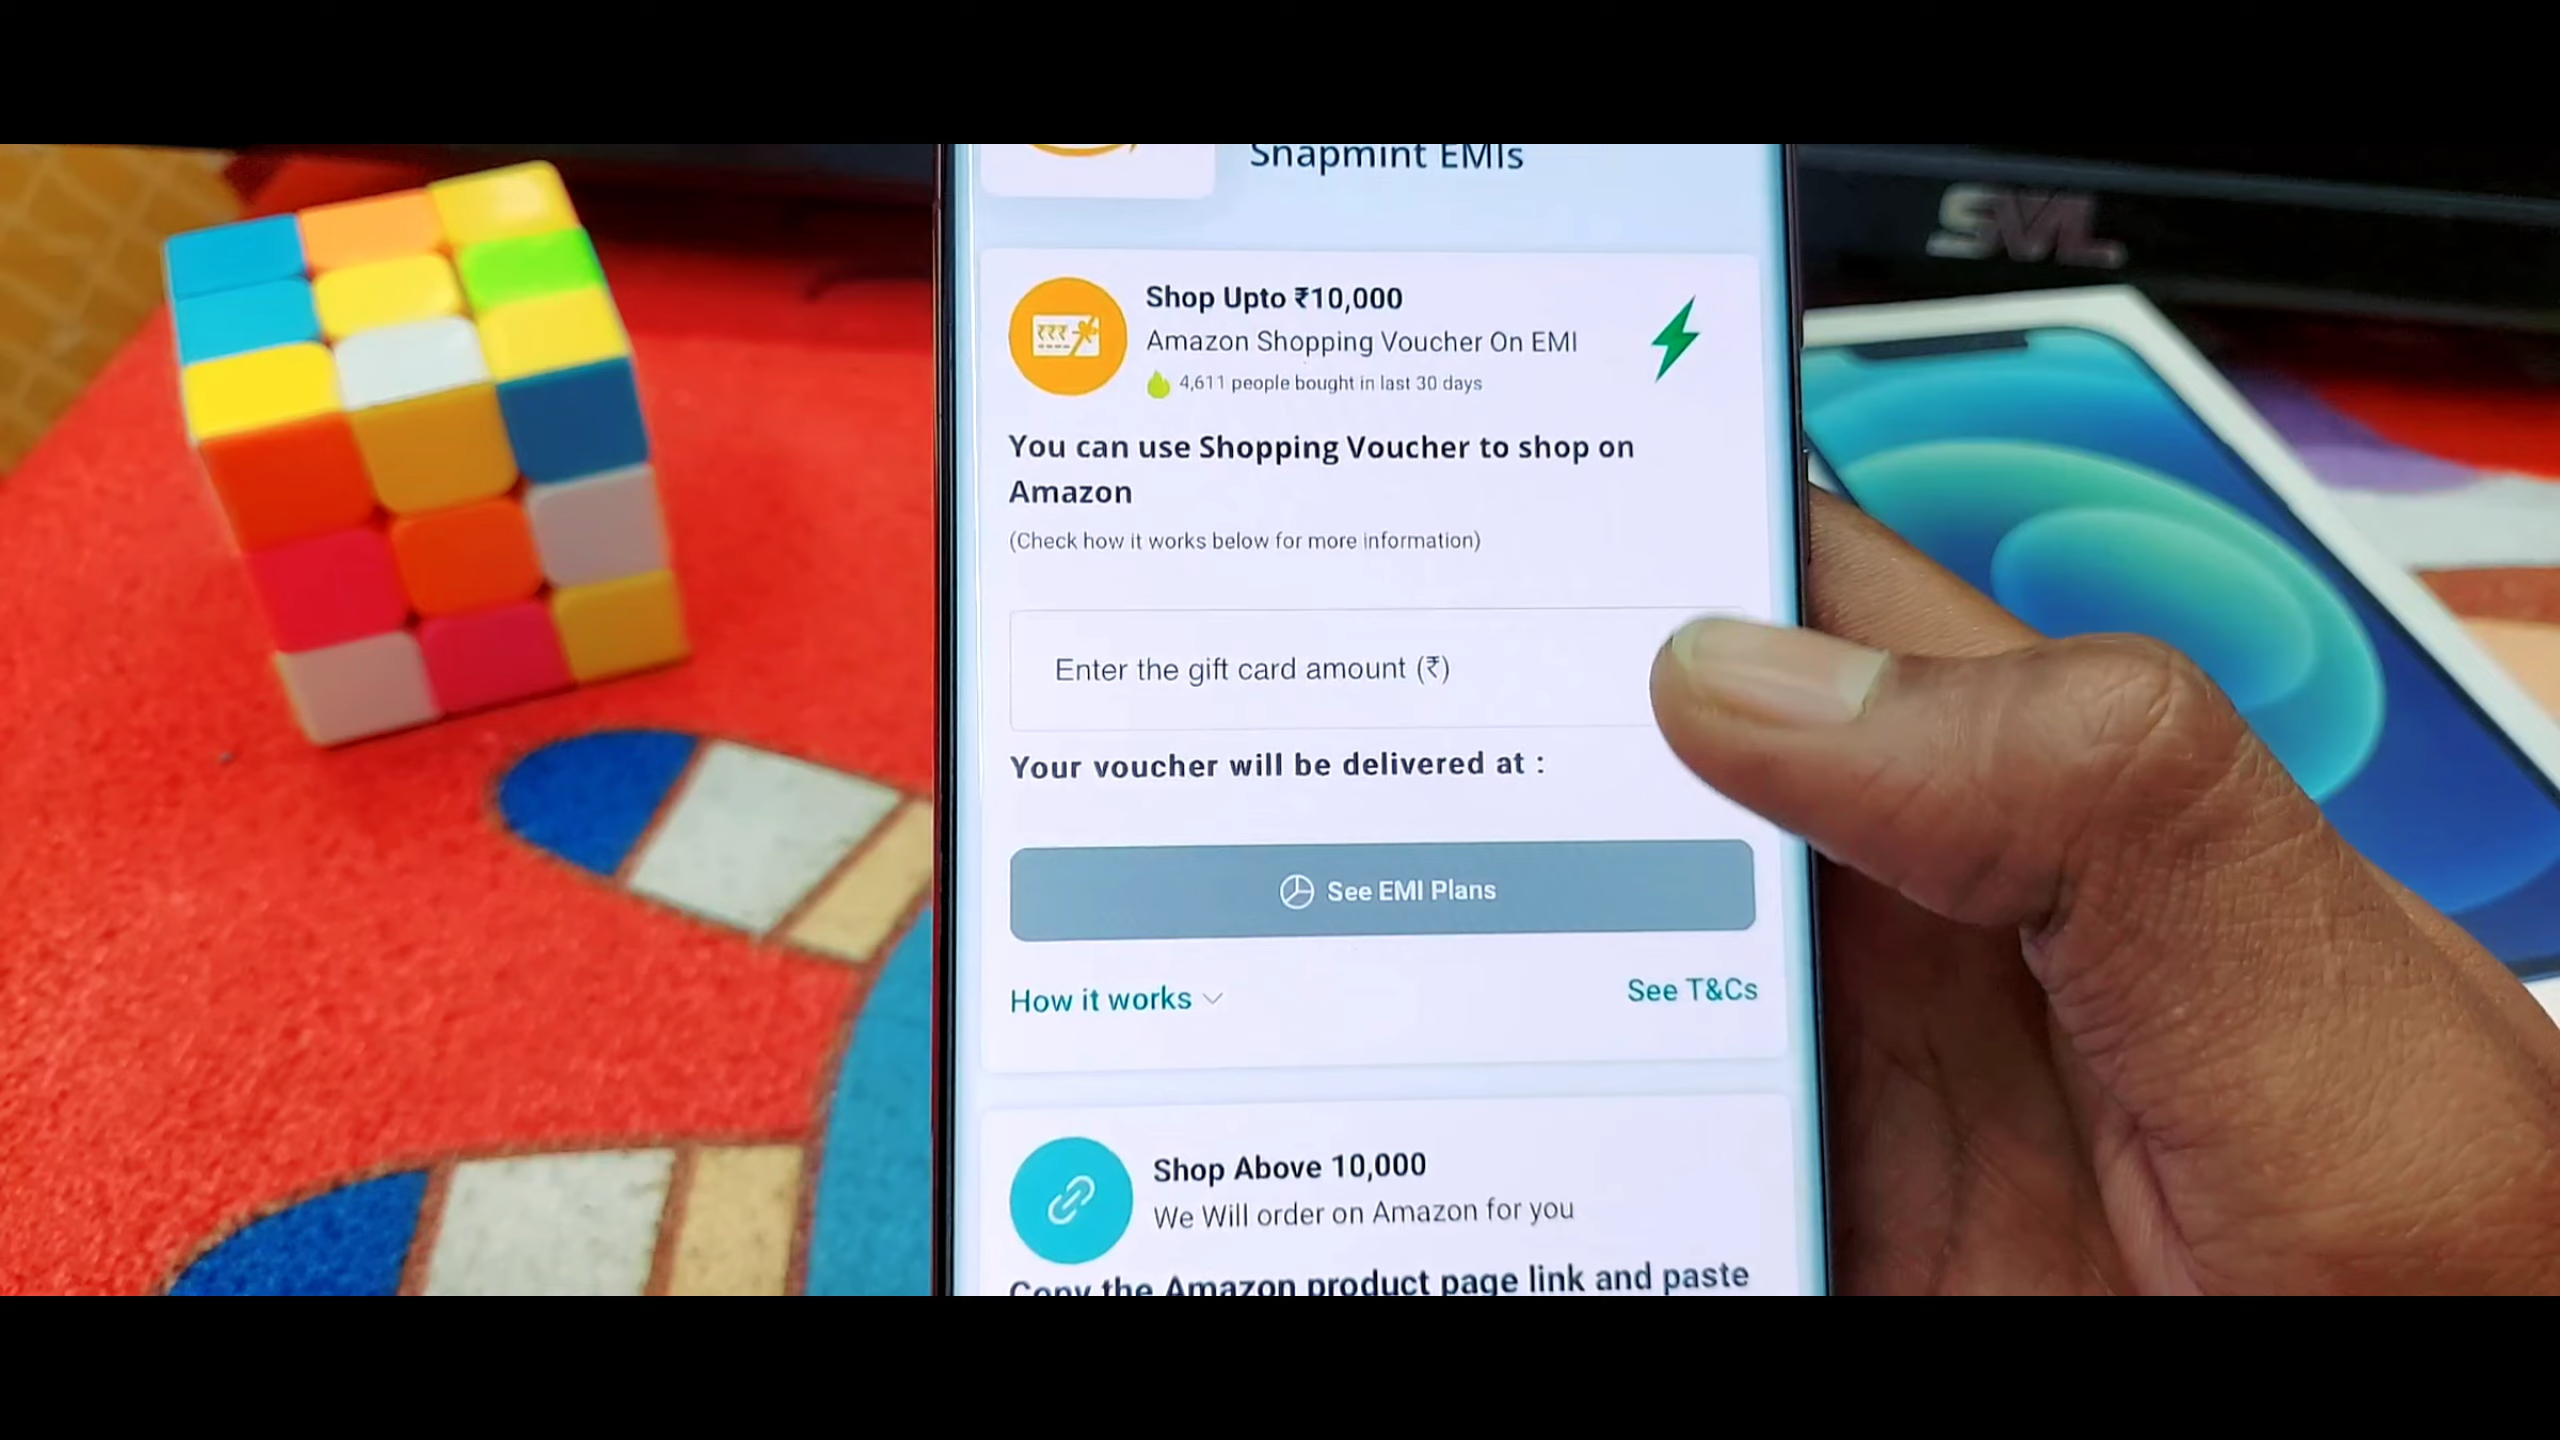 Snapmint EMIs
Shop Upto ₹10,000
Amazon Shopping Voucher On EMI
4,611 people bought in last 30 days
You can use Shopping Voucher to shop on
Amazon
(Check how it works below for more information)
Enter the gift card amount (₹)
Your voucher will be delivered at :
See EMI Plans
How it works
See T&Cs
Shop Above 10,000
We Will order on Amazon for you
Copy the Amazon product page link and paste
SVL